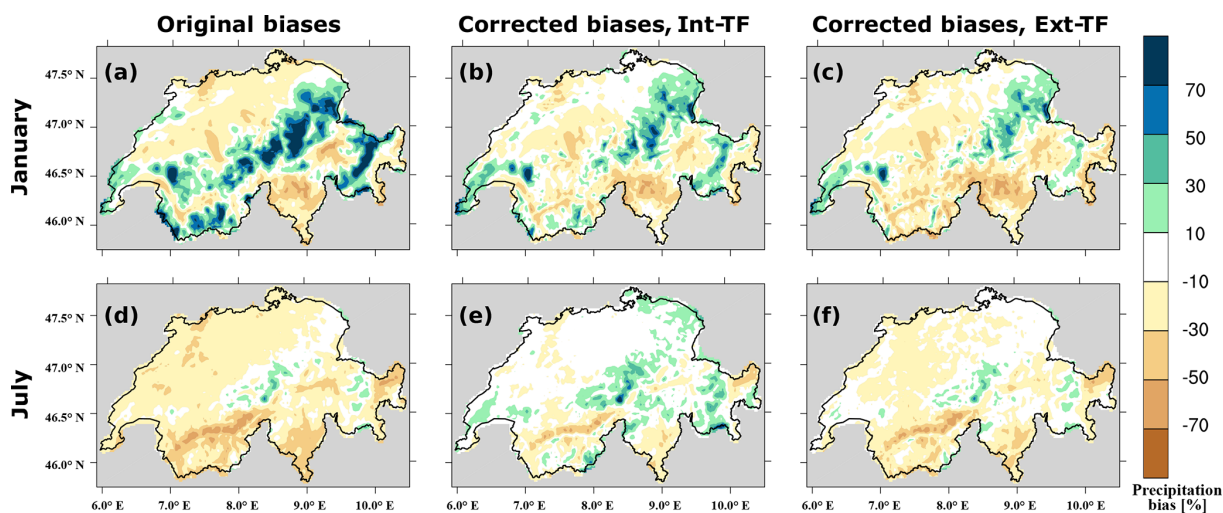 Original biases
Corrected biases, Int-TF
Corrected biases, Ext-TF
January
47.5° N
47.0° N
46.5° N
46.0° N
(a)
(b)
(c)
July
47.5° N
47.0° N
46.5° N
46.0° N
(d)
(e)
(f)
6.0° E 7.0° E 8.0° E 9.0° E 10.0° E
6.0° E 7.0° E 8.0° E 9.0° E 10.0° E
6.0° E 7.0° E 8.0° E 9.0° E 10.0° E
70
50
30
10
-10
-30
-50
-70
Precipitation
bias [%]